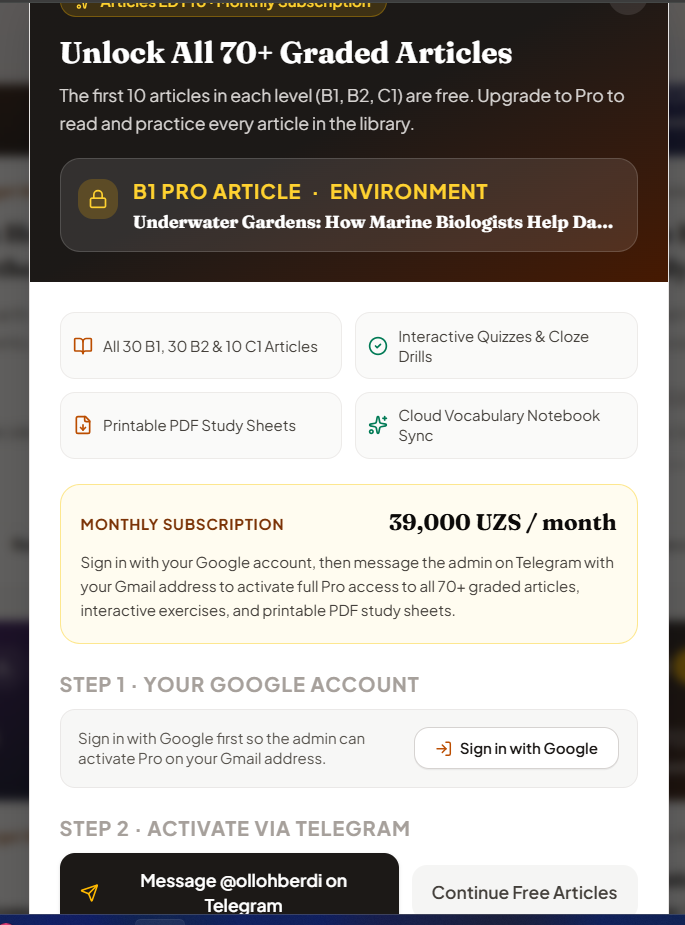 Articles EDT Pro · Monthly Subscription
Unlock All 70+ Graded Articles
The first 10 articles in each level (B1, B2, C1) are free. Upgrade to Pro to
read and practice every article in the library.
B1 PRO ARTICLE · ENVIRONMENT
Underwater Gardens: How Marine Biologists Help Da...
All 30 B1, 30 B2 & 10 C1 Articles
Interactive Quizzes & Cloze
Drills
Printable PDF Study Sheets
Cloud Vocabulary Notebook
Sync
MONTHLY SUBSCRIPTION
39,000 UZS / month
Sign in with your Google account, then message the admin on Telegram with
your Gmail address to activate full Pro access to all 70+ graded articles,
interactive exercises, and printable PDF study sheets.
STEP 1 · YOUR GOOGLE ACCOUNT
Sign in with Google first so the admin can
activate Pro on your Gmail address.
Sign in with Google
STEP 2 · ACTIVATE VIA TELEGRAM
Message @ollohberdi on
Telegram
Continue Free Articles